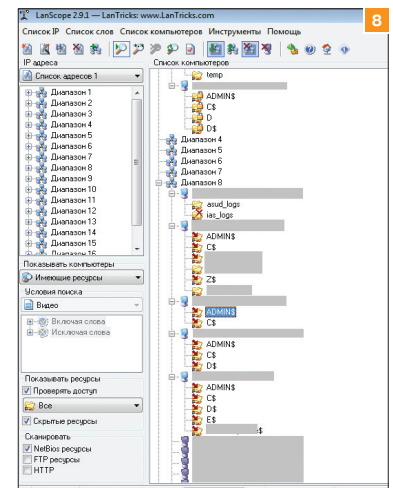 LanScope 2.9.1 — LanTricks: www.LanTricks.com
8
Список IP Список слов Список компьютеров Инструменты Помощь
IP адреса
Список адресов 1
Диапазон 1
Диапазон 2
Диапазон 3
Диапазон 4
Диапазон 5
Диапазон 6
Диапазон 7
Диапазон 8
Диапазон 9
Диапазон 10
Диапазон 11
Диапазон 12
Диапазон 13
Диапазон 14
Диапазон 15
Диапазон 16
Показывать компьютеры
Имеющие ресурсы
Условия поиска
Видео
Включая слова
Исключая слова
Показывать ресурсы
Проверять доступ
Все
Скрытые ресурсы
Сканировать
NetBios ресурсы
FTP ресурсы
HTTP
Список компьютеров
temp
ADMIN$
C$
D
D$
Диапазон 4
Диапазон 5
Диапазон 6
Диапазон 7
Диапазон 8
asud_logs
ias_logs
ADMIN$
C$
Z$
ADMIN$
C$
ADMIN$
C$
D$
ADMIN$
C$
D$
E$
$